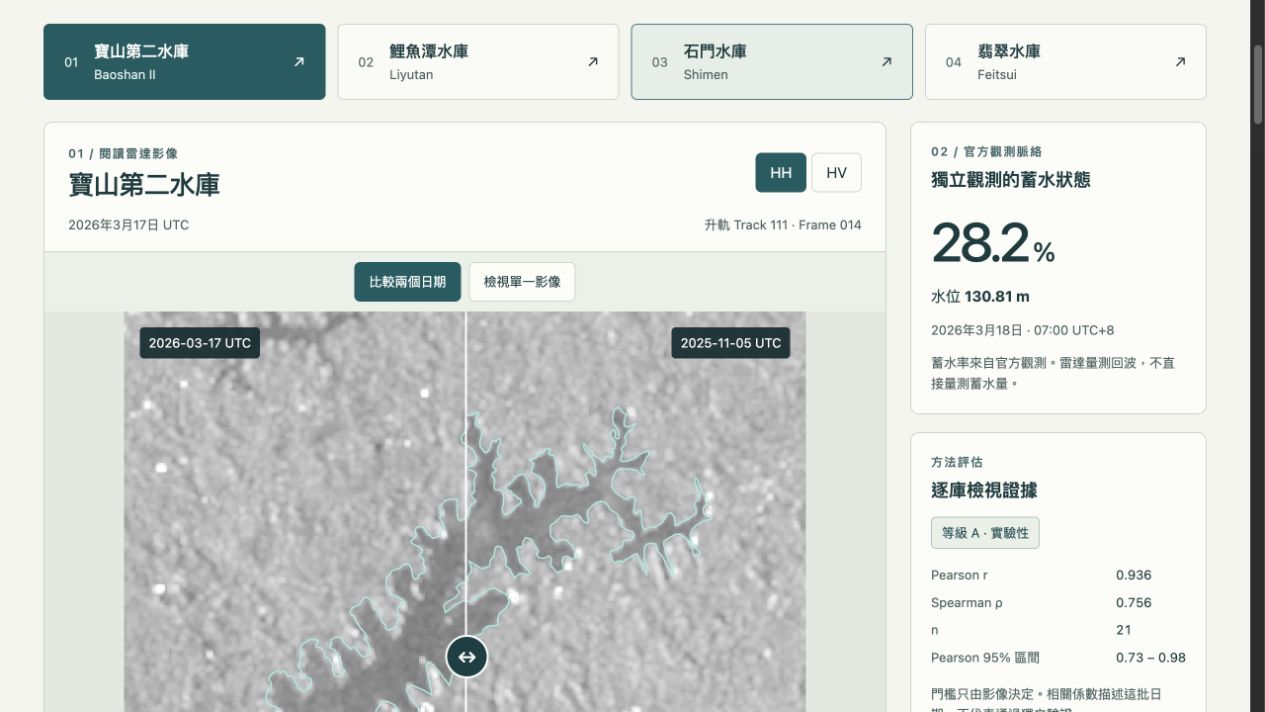 01
寶山第二水庫
Baoshan II
02
鯉魚潭水庫
Liyutan
03
石門水庫
Shimen
04
翡翠水庫
Feitsui
01 / 閱讀雷達影像
寶山第二水庫
2026年3月17日 UTC
HH
HV
升軌 Track 111 · Frame 014
比較兩個日期
檢視單一影像
2026-03-17 UTC
2025-11-05 UTC
02 / 官方觀測脈絡
獨立觀測的蓄水狀態
28.2%
水位 130.81 m
2026年3月18日 · 07:00 UTC+8
蓄水率來自官方觀測。雷達量測回波，不直
接量測蓄水量。
方法評估
逐庫檢視證據
等級 A · 實驗性
Pearson r 0.936
Spearman ρ 0.756
n 21
Pearson 95% 區間 0.73 – 0.98
門檻只由影像決定。相關係數描述這批日